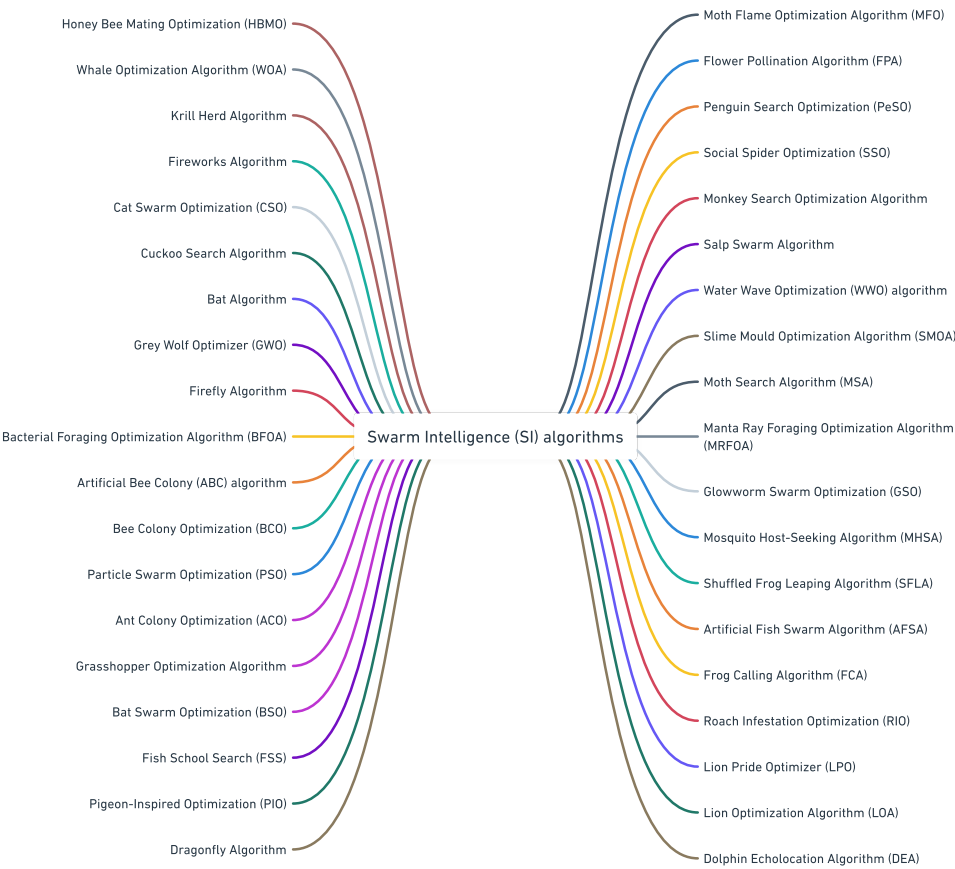 Honey Bee Mating Optimization (HBMO)
Whale Optimization Algorithm (WOA)
Krill Herd Algorithm
Fireworks Algorithm
Cat Swarm Optimization (CSO)
Cuckoo Search Algorithm
Bat Algorithm
Grey Wolf Optimizer (GWO)
Firefly Algorithm
Bacterial Foraging Optimization Algorithm (BFOA)
Artificial Bee Colony (ABC) algorithm
Bee Colony Optimization (BCO)
Particle Swarm Optimization (PSO)
Ant Colony Optimization (ACO)
Grasshopper Optimization Algorithm
Bat Swarm Optimization (BSO)
Fish School Search (FSS)
Pigeon-Inspired Optimization (PIO)
Dragonfly Algorithm
Swarm Intelligence (SI) algorithms
Moth Flame Optimization Algorithm (MFO)
Flower Pollination Algorithm (FPA)
Penguin Search Optimization (PeSO)
Social Spider Optimization (SSO)
Monkey Search Optimization Algorithm
Salp Swarm Algorithm
Water Wave Optimization (WWO) algorithm
Slime Mould Optimization Algorithm (SMOA)
Moth Search Algorithm (MSA)
Manta Ray Foraging Optimization Algorithm
(MRFOA)
Glowworm Swarm Optimization (GSO)
Mosquito Host-Seeking Algorithm (MHSA)
Shuffled Frog Leaping Algorithm (SFLA)
Artificial Fish Swarm Algorithm (AFSA)
Frog Calling Algorithm (FCA)
Roach Infestation Optimization (RIO)
Lion Pride Optimizer (LPO)
Lion Optimization Algorithm (LOA)
Dolphin Echolocation Algorithm (DEA)